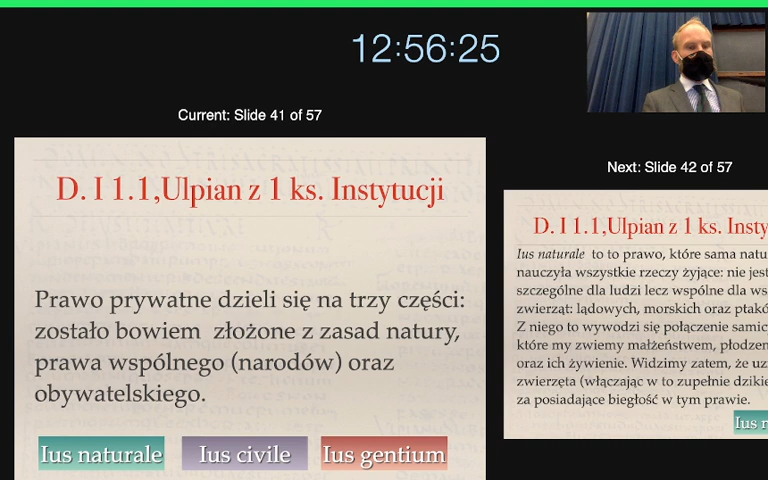 12:56:25
Current: Slide 41 of 57
D. I 1.1,Ulpian z 1 ks. Instytucji
Prawo prywatne dzieli się na trzy części:
zostało bowiem złożone z zasad natury,
prawa wspólnego (narodów) oraz
obywatelskiego.
Ius naturale Ius civile Ius gentium
Next: Slide 42 of 57
D. I 1.1,Ulpian z 1 ks. Insty
Ius naturale to to prawo, które sama natu
nauczyła wszystkie rzeczy żyjące: nie jest
szczególne dla ludzi lecz wspólne dla ws
zwierząt: lądowych, morskich oraz ptakó
Z niego to wywodzi się połączenie samic
które my zwiemy małżeństwem, płodzen
oraz ich żywienie. Widzimy zatem, że uz
zwierzęta (włączając w to zupełnie dzikie
za posiadające biegłość w tym prawie.
Ius n